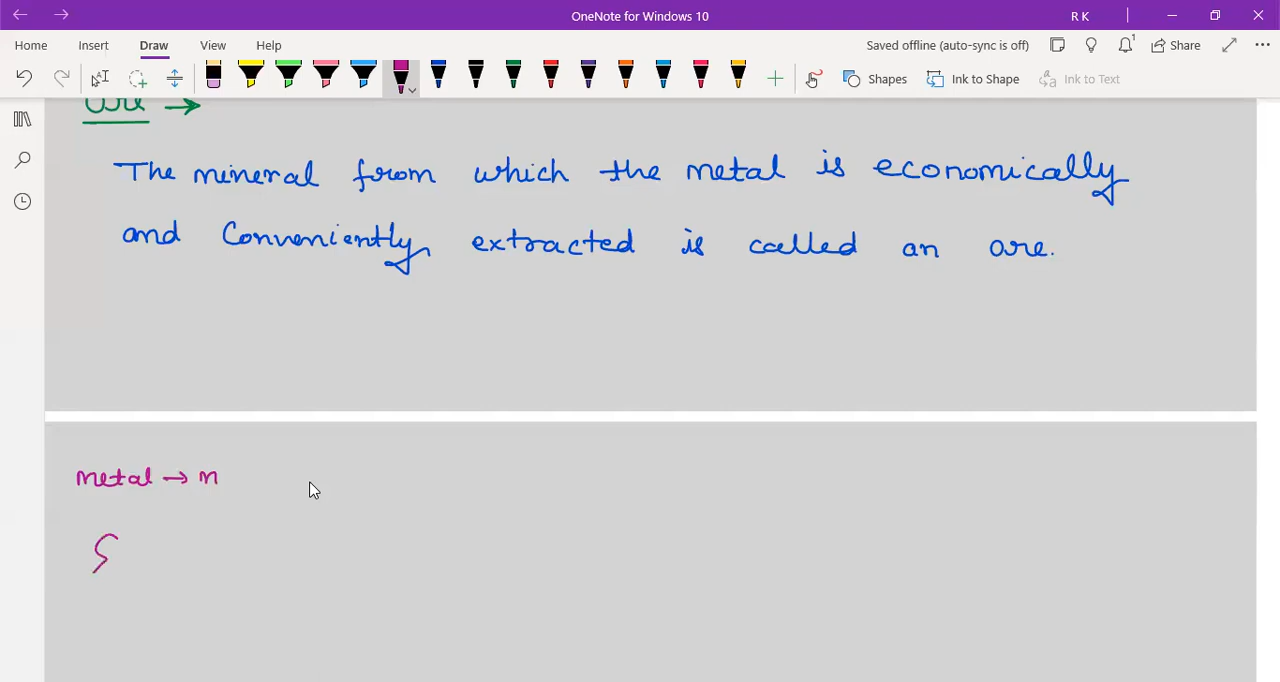 OneNote for Windows 10
R K
Home Insert Draw View Help
Saved offline (auto-sync is off)
1
Share
Shapes
Ink to Shape
Ink to Text
The mineral from which the metal is economically
and Conveniently extracted is called an ore.
metal → m